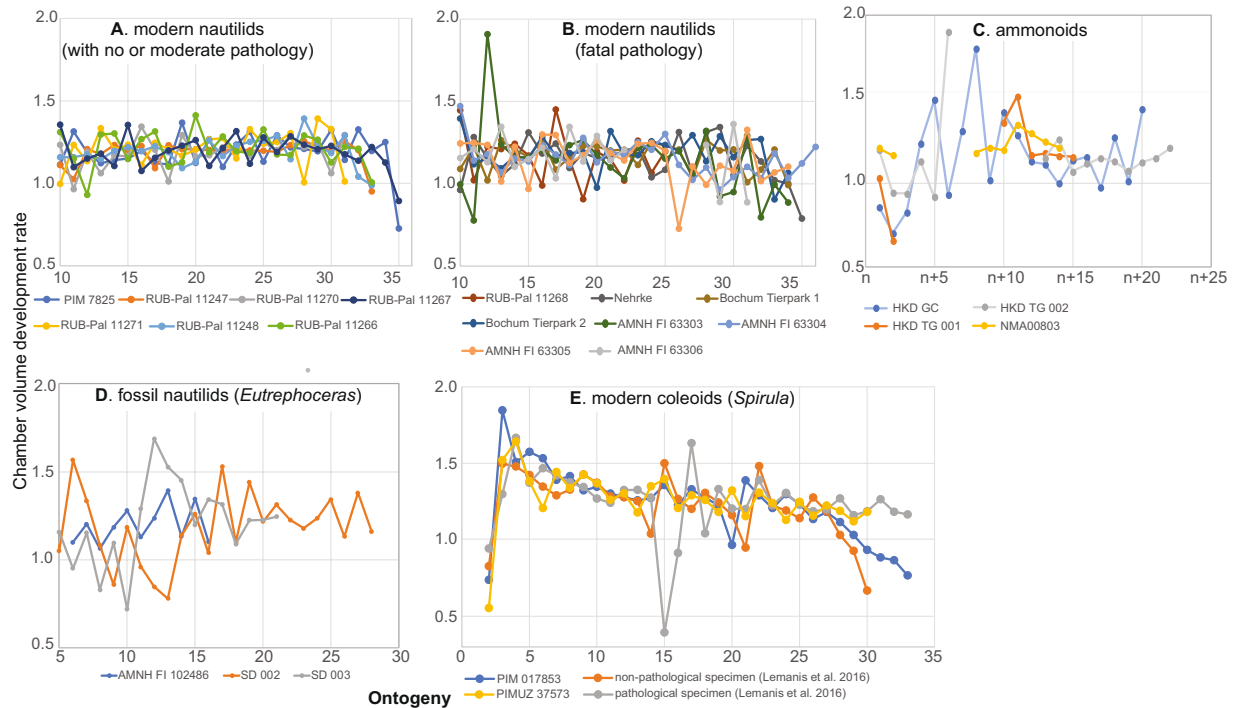 A. modern nautilids
(with no or moderate pathology)
2.0
1.5
1.0
0.5
10 15 20 25 30 35
PIM 7825 RUB-Pal 11247 RUB-Pal 11270 RUB-Pal 11267
RUB-Pal 11271 RUB-Pal 11248 RUB-Pal 11266
B. modern nautilids
(fatal pathology)
2.0
1.5
1.0
0.5
10 15 20 25 30 35
RUB-Pal 11268 Nehrke Bochum Tierpark 1
Bochum Tierpark 2 AMNH FI 63303 AMNH FI 63304
AMNH FI 63305 AMNH FI 63306
C. ammonoids
2.0
1.5
1.0
0.5
n n+5 n+10 n+15 n+20 n+25
HKD GC HKD TG 002
HKD TG 001 NMA00803
Chamber volume development rate
D. fossil nautilids (Eutrephoceras)
2.0
1.5
1.0
0.5
5 10 15 20 25 30
AMNH FI 102486 SD 002 SD 003
E. modern coleoids (Spirula)
2.0
1.5
1.0
0.5
0 5 10 15 20 25 30 35
PIM 017853 non-pathological specimen (Lemanis et al. 2016)
PIMUZ 37573 pathological specimen (Lemanis et al. 2016)
Ontogeny